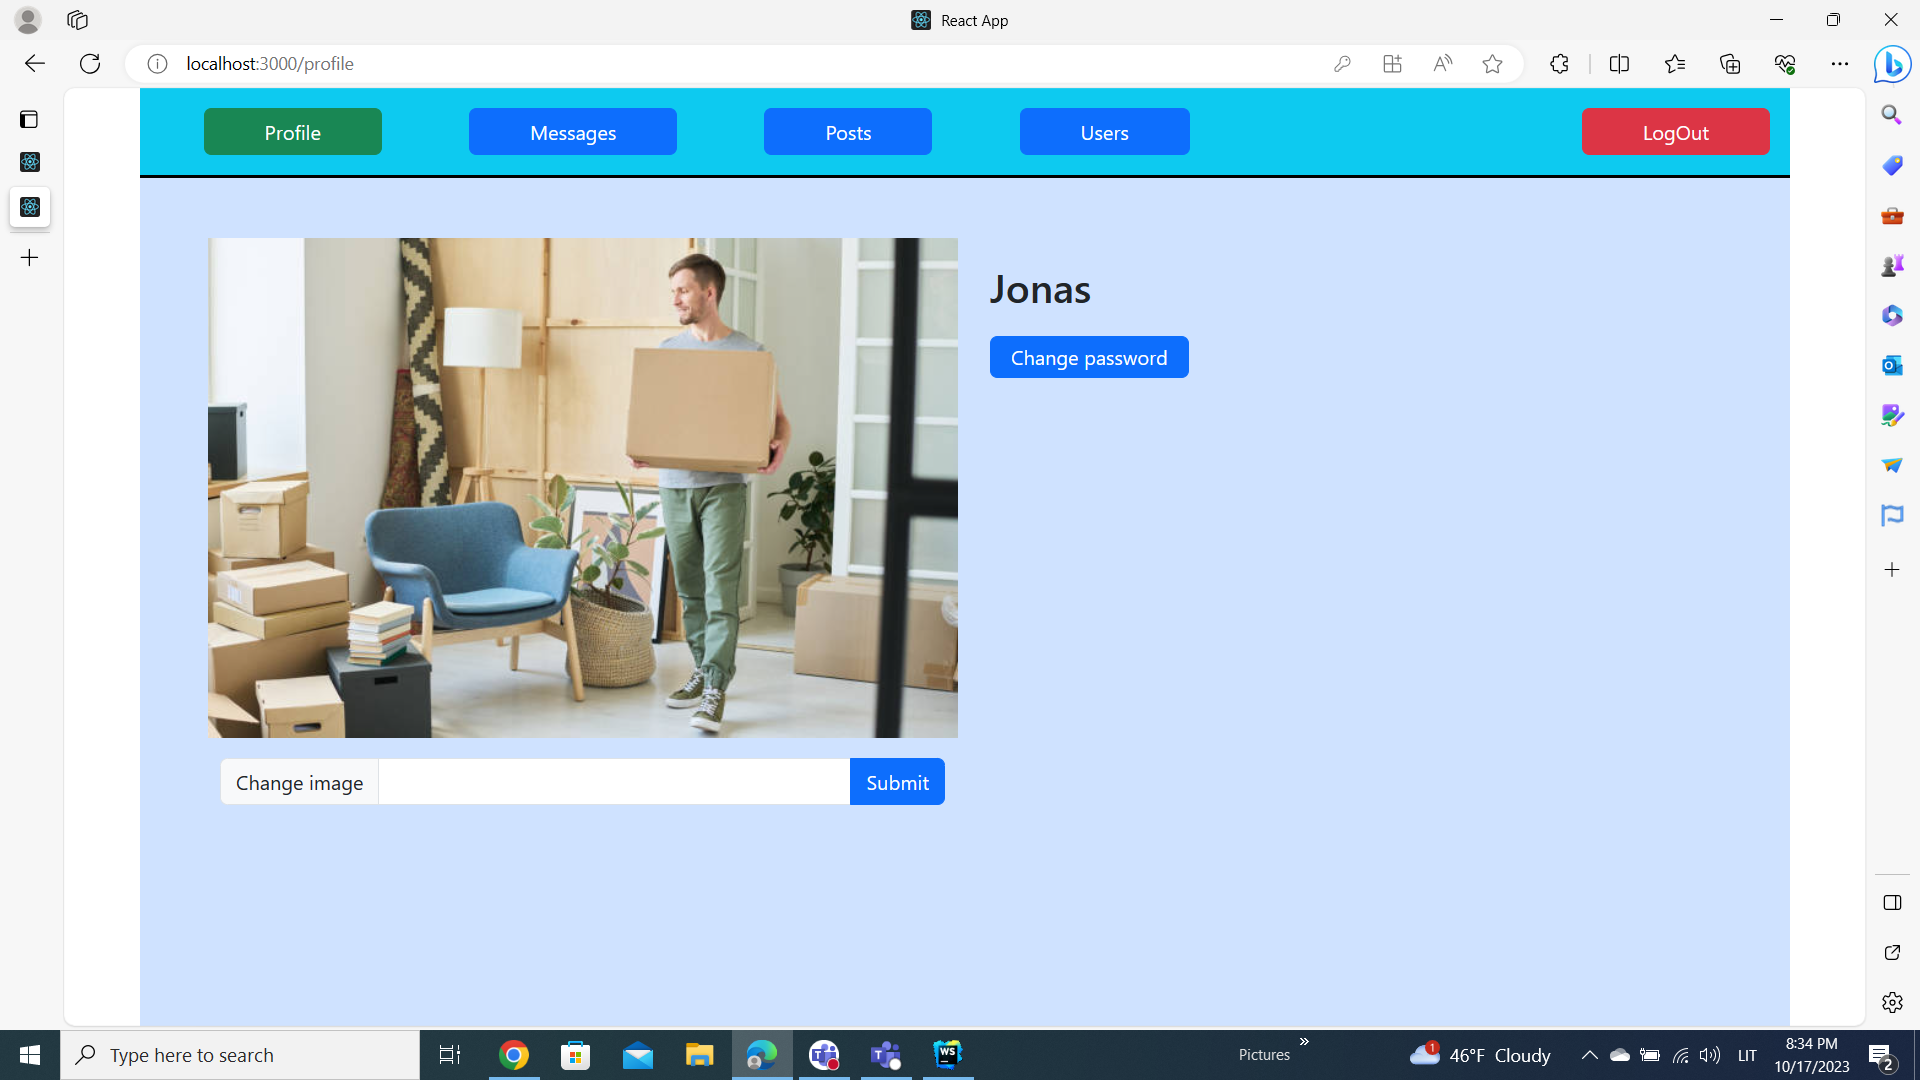 React App
localhost:3000/profile
Profile
Messages
Posts
Users
LogOut
Jonas
Change password
Change image
Submit
Type here to search
WS
Pictures
»
1
46°F Cloudy
LIT
8:34 PM
10/17/2023
2